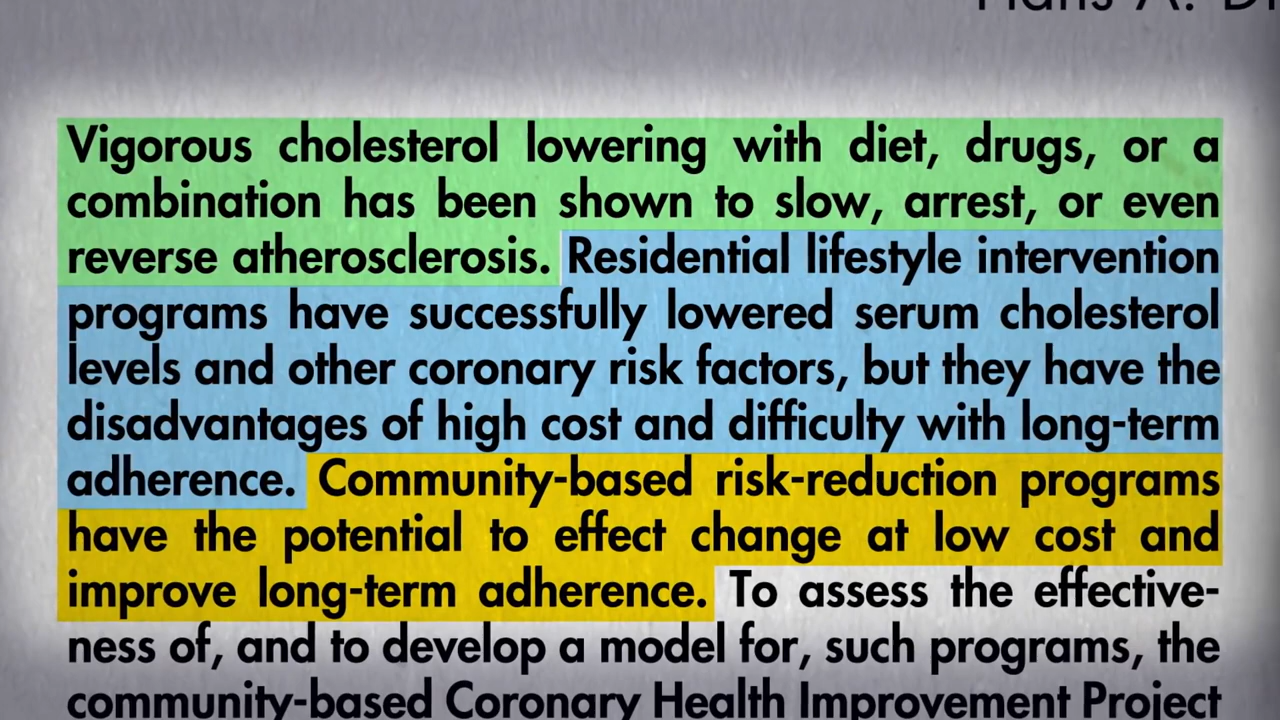 Vigorous cholesterol lowering with diet, drugs, or a
combination has been shown to slow, arrest, or even
reverse atherosclerosis. Residential lifestyle intervention
programs have successfully lowered serum cholesterol
levels and other coronary risk factors, but they have the
disadvantages of high cost and difficulty with long-term
adherence. Community-based risk-reduction programs
have the potential to effect change at low cost and
improve long-term adherence. To assess the effective-
ness of, and to develop a model for, such programs, the
community-based Coronary Health Improvement Project